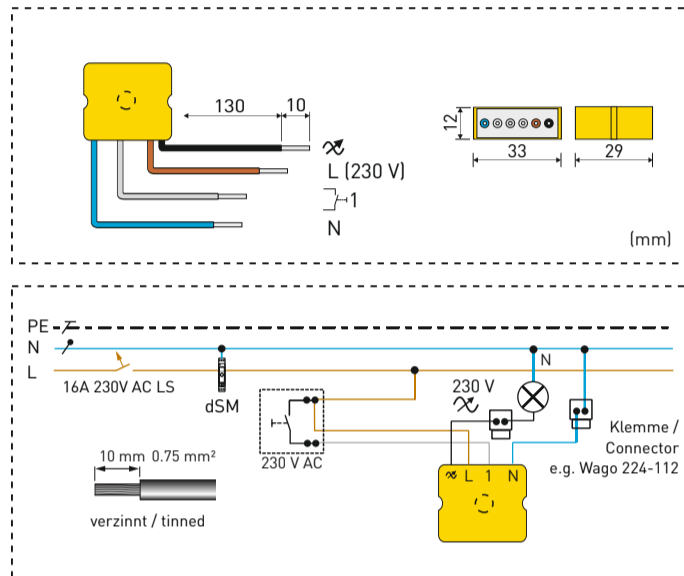 130
10
L (230 V)
1
N
12
33
29
(mm)
PE
N
L
16A 230V AC LS
dSM
230 V AC
230 V
N
Klemme /
Connector
e.g. Wago 224-112
L 1 N
10 mm 0.75 mm²
verzinnt / tinned